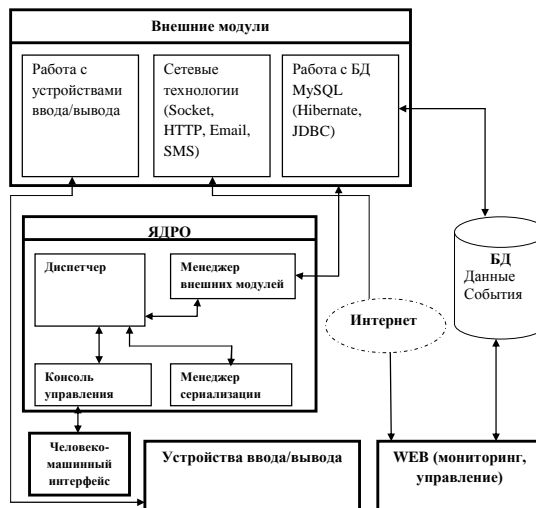 Внешние модули
Работа с
устройствами
ввода/вывода
Сетевые
технологии
(Socket,
HTTP, Email,
SMS)
Работа с БД
MySQL
(Hibernate,
JDBC)
ЯДРО
Диспетчер
Менеджер
внешних модулей
Консоль
управления
Менеджер
сериализации
БД
Данные
События
Интернет
Человеко-
машинный
интерфейс
Устройства ввода/вывода
WEB (мониторинг,
управление)